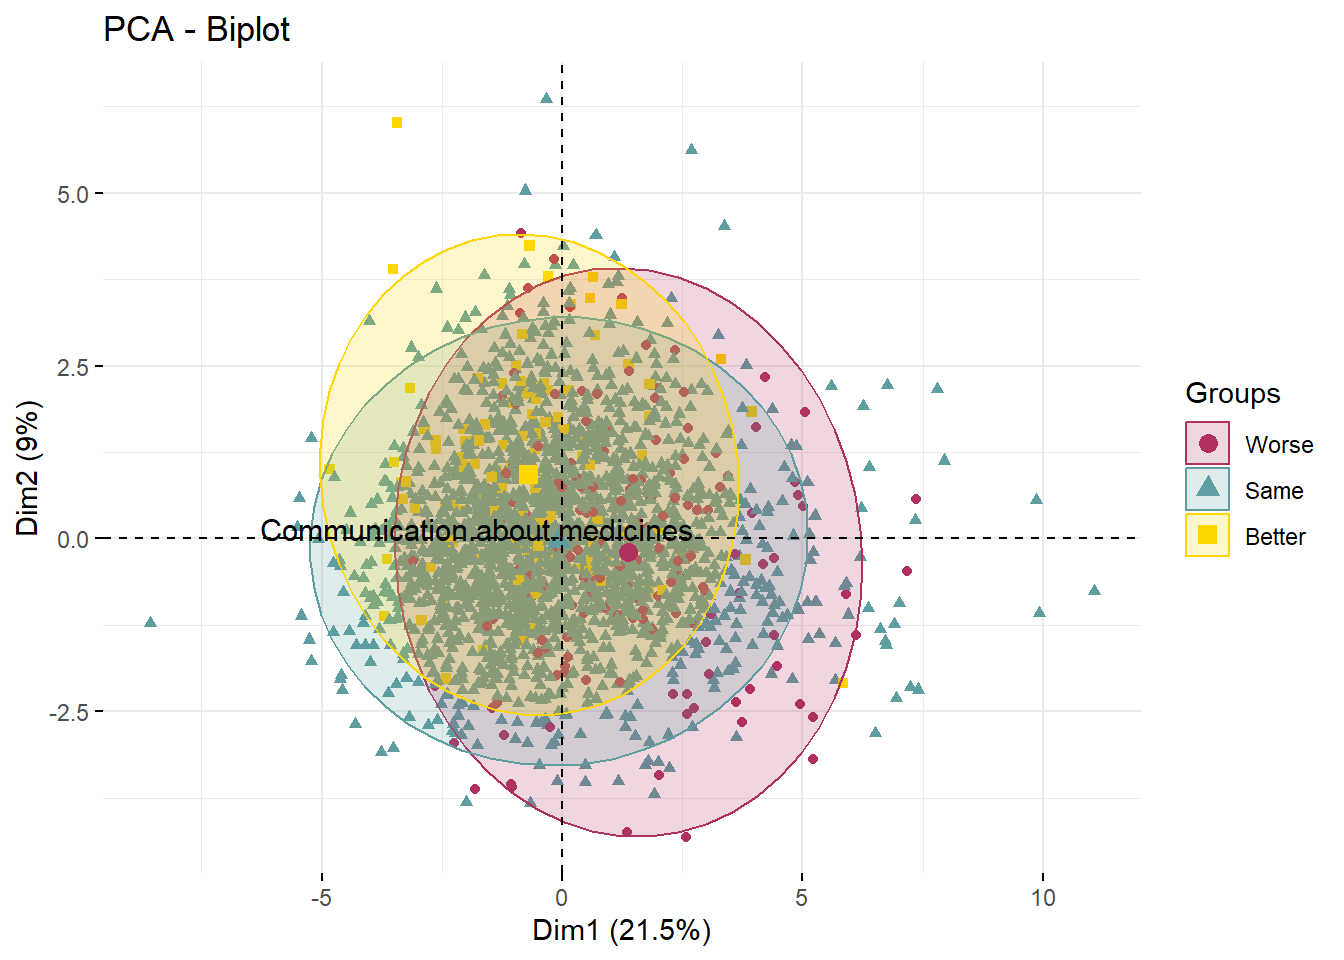 PCA - Biplot
5.0
2.5
0.0
-2.5
Dim2 (9%)
Communication about medicines
-5
0
5
10
Dim1 (21.5%)
Groups
Worse
Same
Better